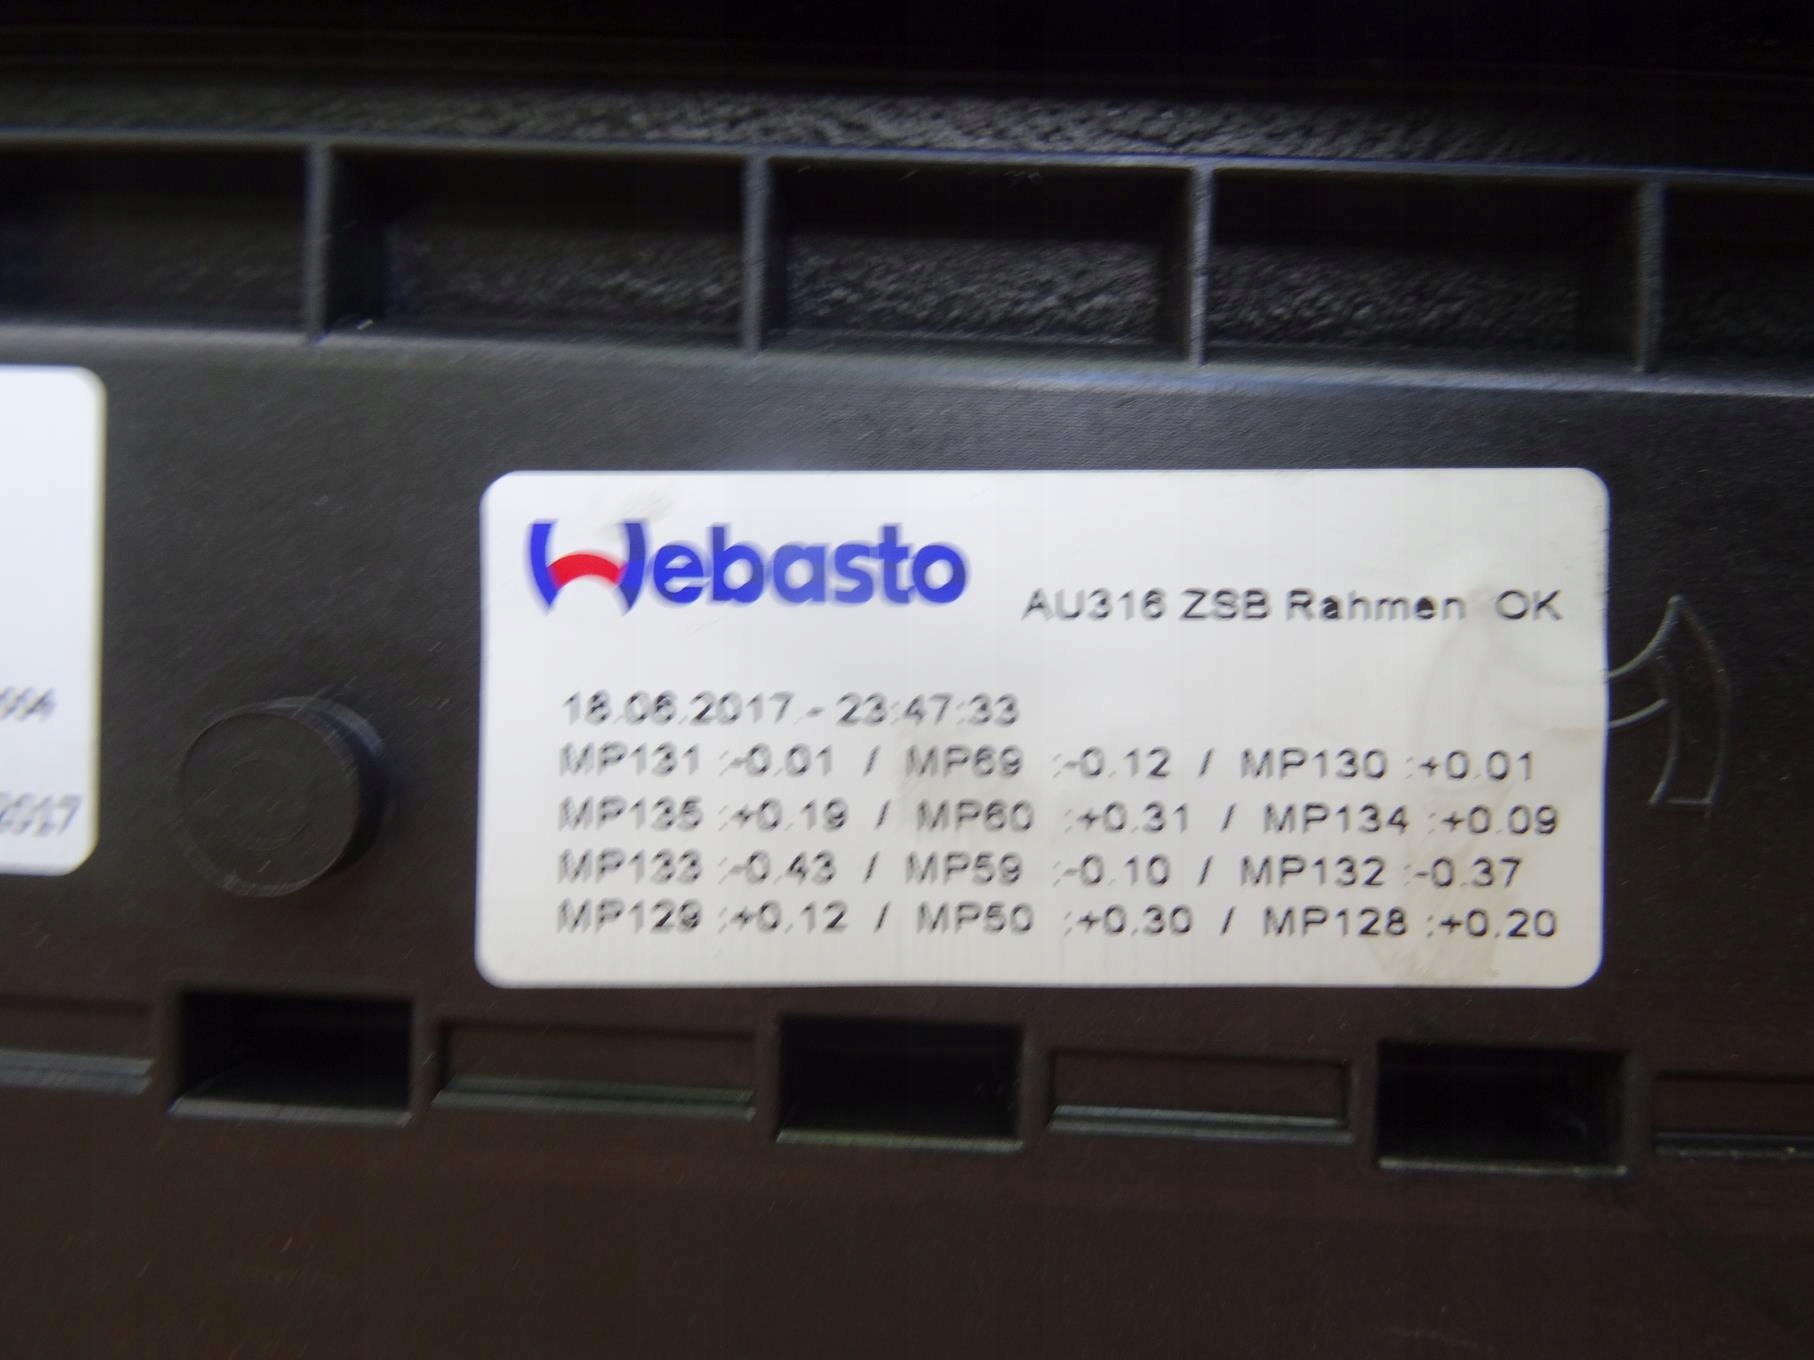 Webasto
AU316 ZSB Rahmen OK
18.06.2017 - 23:47:33
MP131 :-0.01 / MP69 :-0.12 / MP130 :+0.01
MP135 :+0.19 / MP60 :+0.31 / MP134 :+0.09
MP133 :-0.43 / MP59 :-0.10 / MP132 :-0.37
MP129 :+0.12 / MP50 :+0.30 / MP128 :+0.20